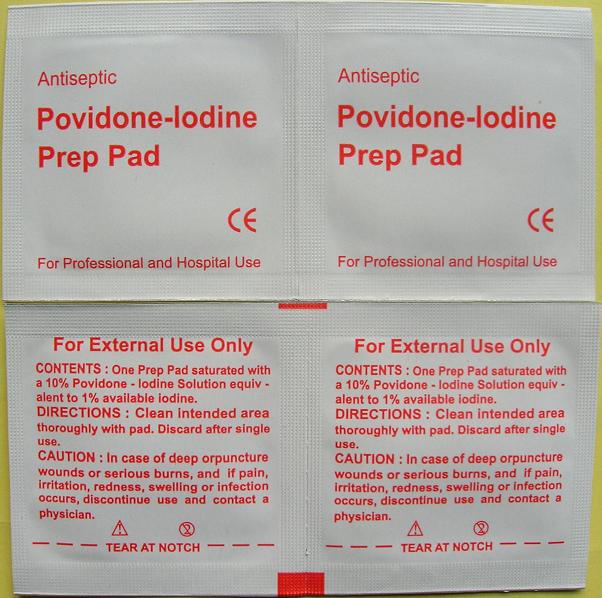 Antiseptic
Povidone-Iodine
Prep Pad
CE
For Professional and Hospital Use
Antiseptic
Povidone-Iodine
Prep Pad
CE
For Professional and Hospital Use
For External Use Only
CONTENTS : One Prep Pad saturated with
a 10% Povidone - Iodine Solution equiv -
alent to 1% available iodine.
DIRECTIONS : Clean intended area
thoroughly with pad. Discard after single
use.
CAUTION : In case of deep orpuncture
wounds or serious burns, and if pain,
irritation, redness, swelling or infection
occurs, discontinue use and contact a
physician.
TEAR AT NOTCH
For External Use Only
CONTENTS : One Prep Pad saturated with
a 10% Povidone - Iodine Solution equiv -
alent to 1% available iodine.
DIRECTIONS : Clean intended area
thoroughly with pad. Discard after single
use.
CAUTION : In case of deep orpuncture
wounds or serious burns, and if pain,
irritation, redness, swelling or infection
occurs, discontinue use and contact a
physician.
TEAR AT NOTCH